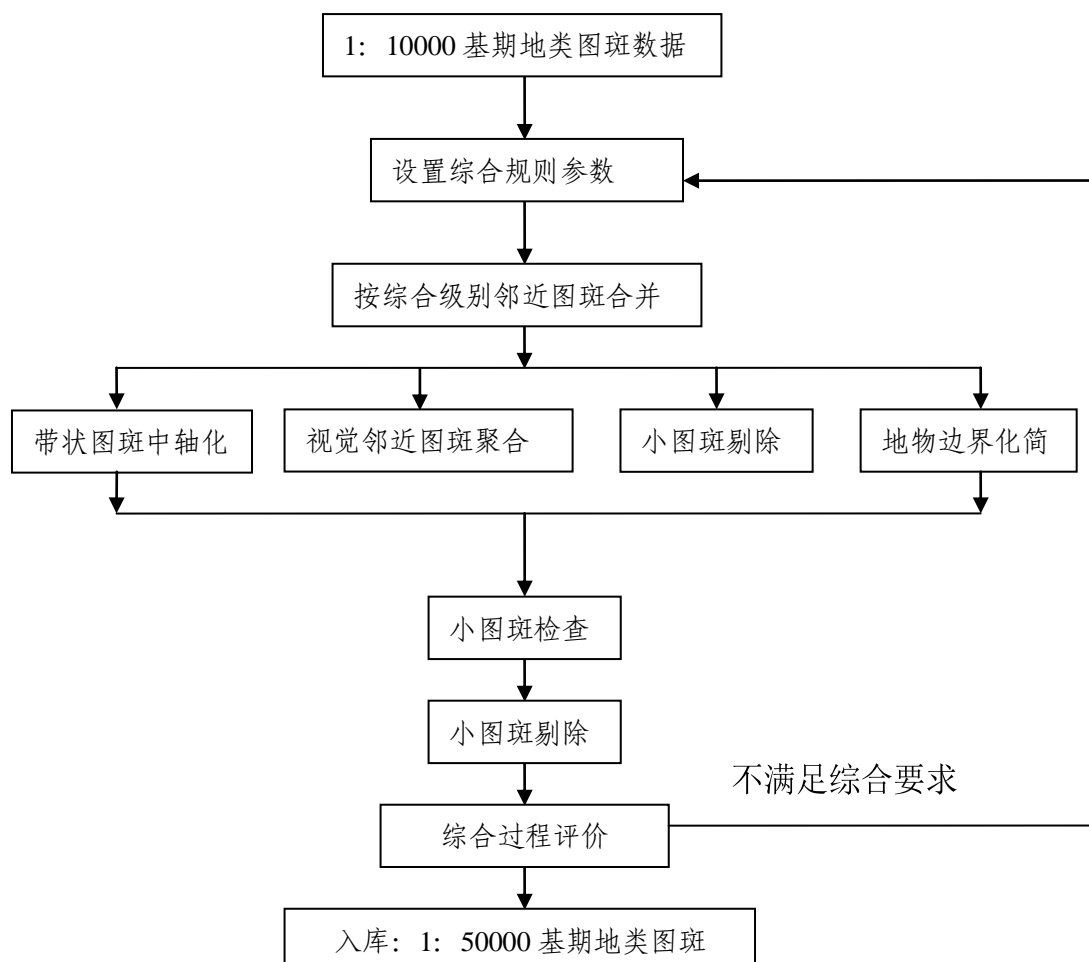 1: 10000 基期地类图斑数据
设置综合规则参数
按综合级别邻近图斑合并
带状图斑中轴化
视觉邻近图斑聚合
小图斑剔除
地物边界化简
小图斑检查
小图斑剔除
不满足综合要求
综合过程评价
入库: 1: 50000 基期地类图斑